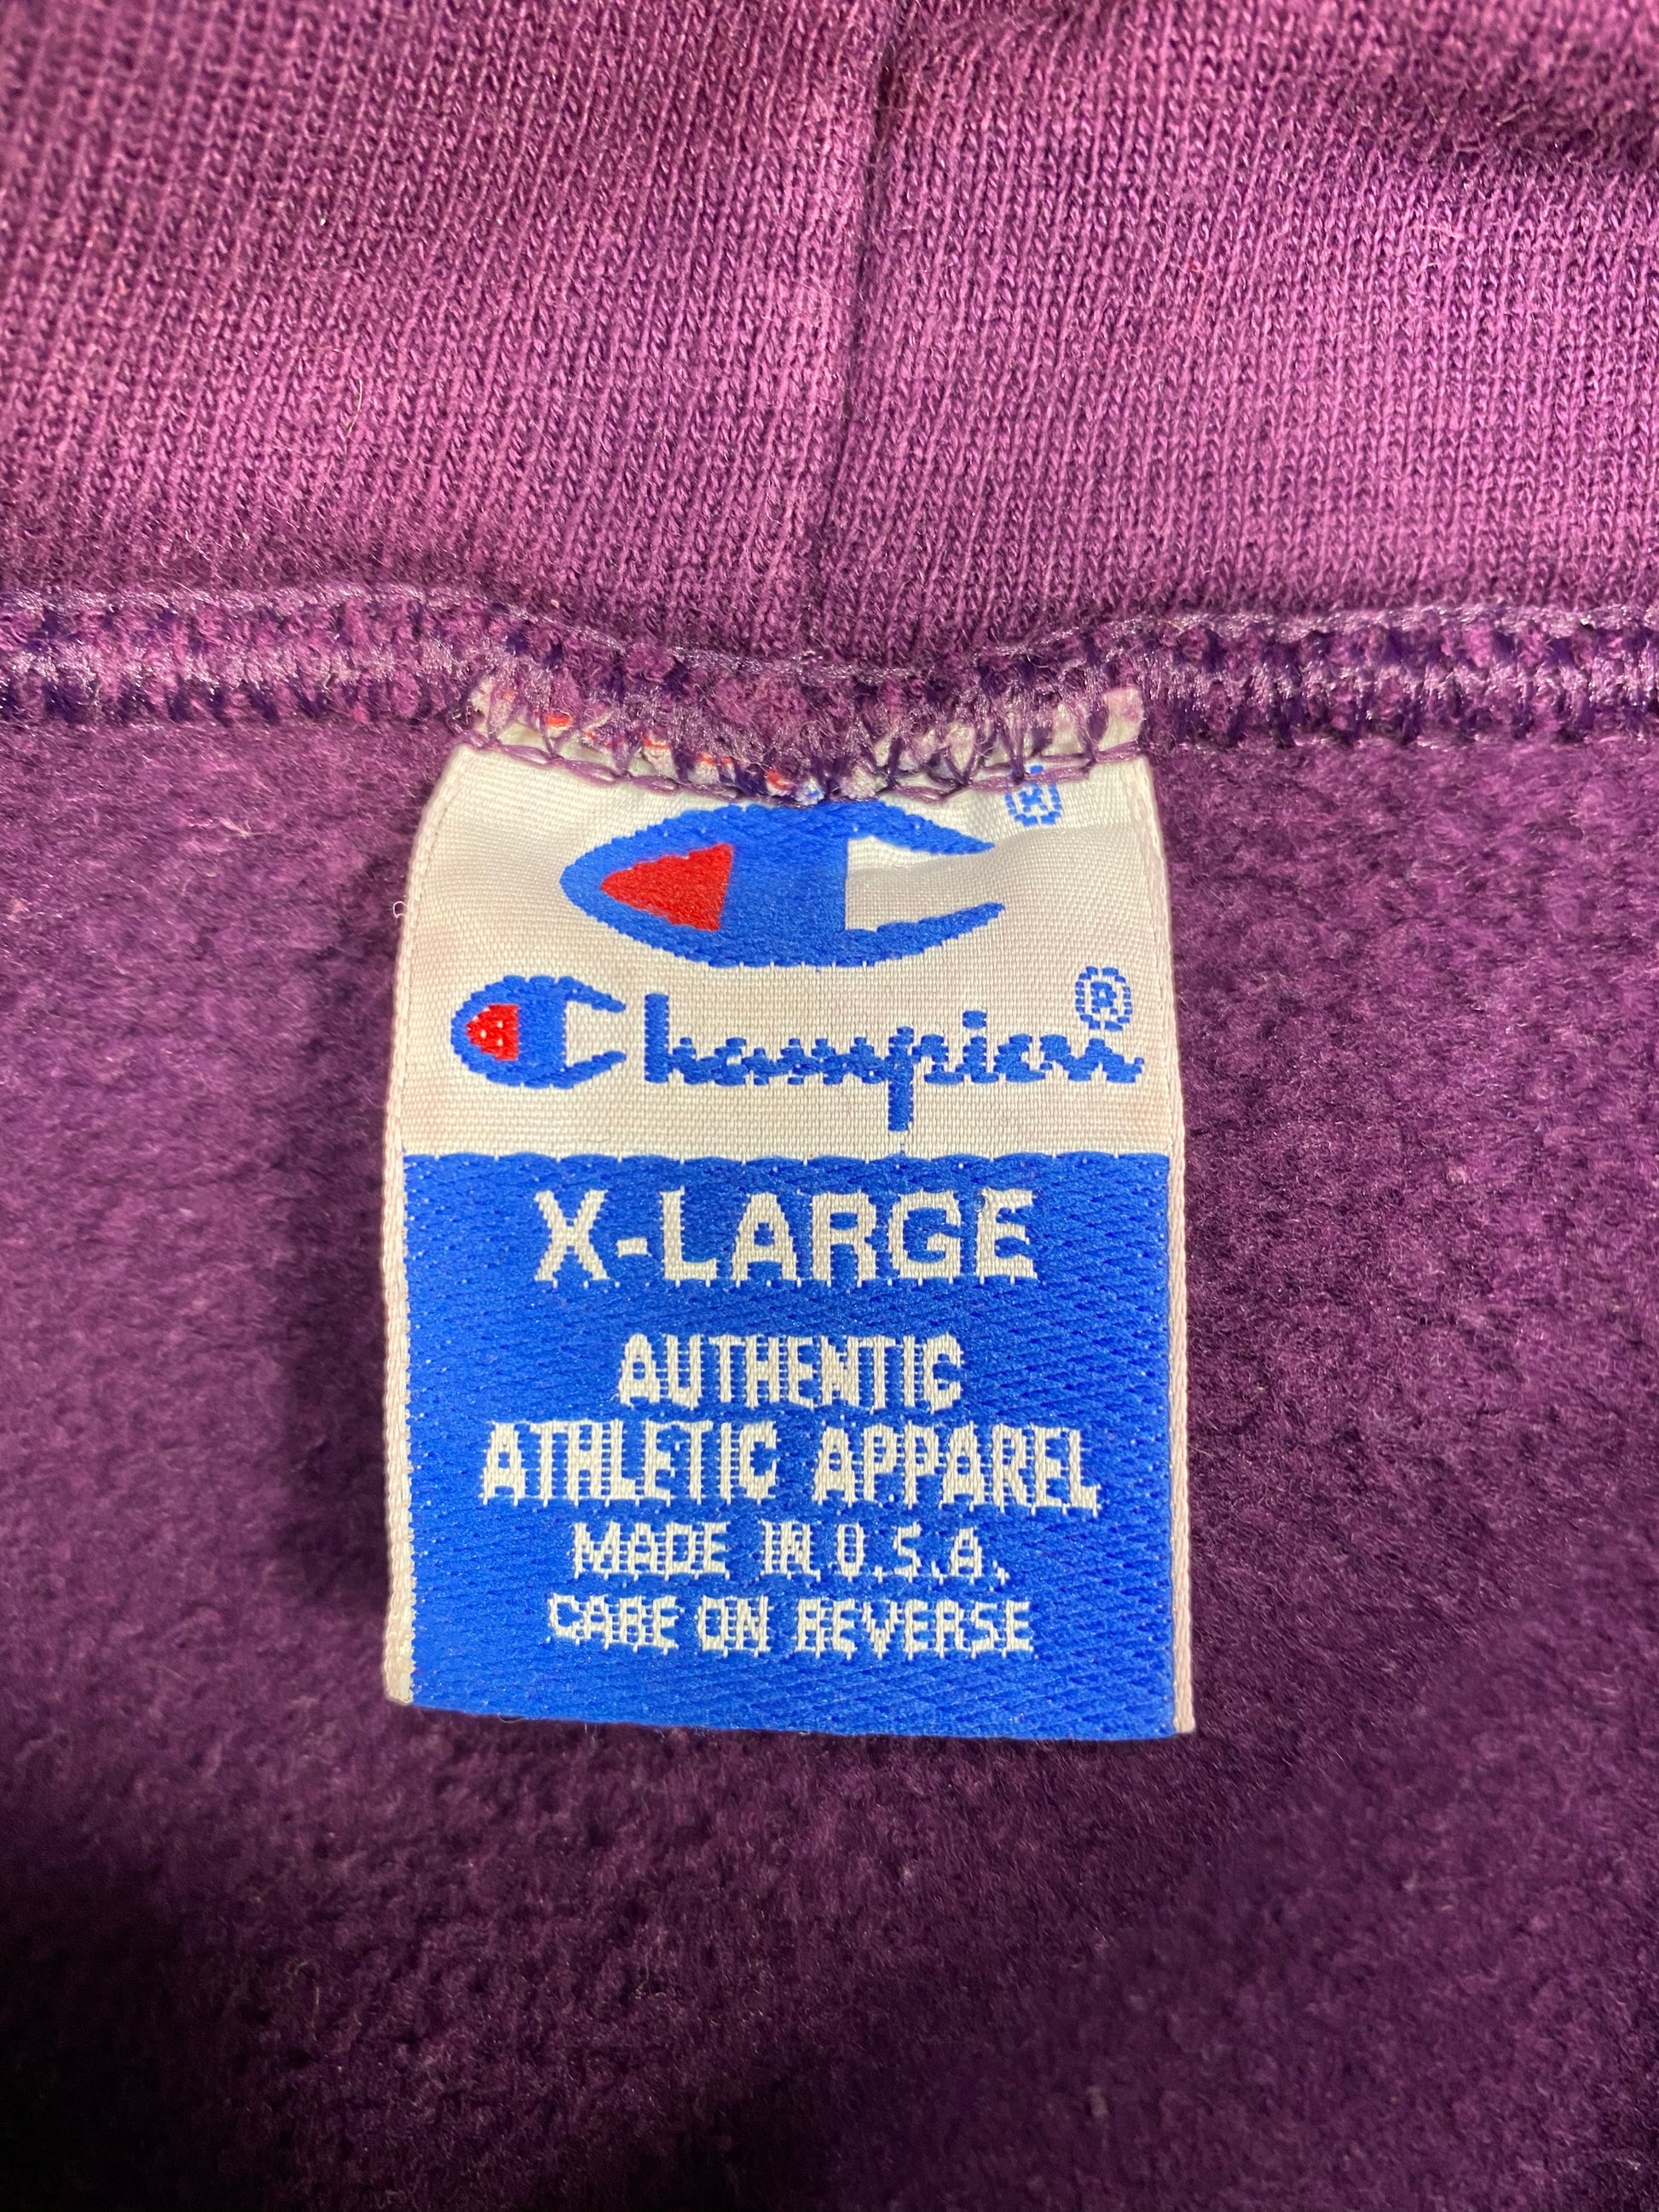 ®
Champion®
X-LARGE
AUTHENTIC
ATHLETIC APPAREL
MADE IN U.S.A.
CARE ON REVERSE